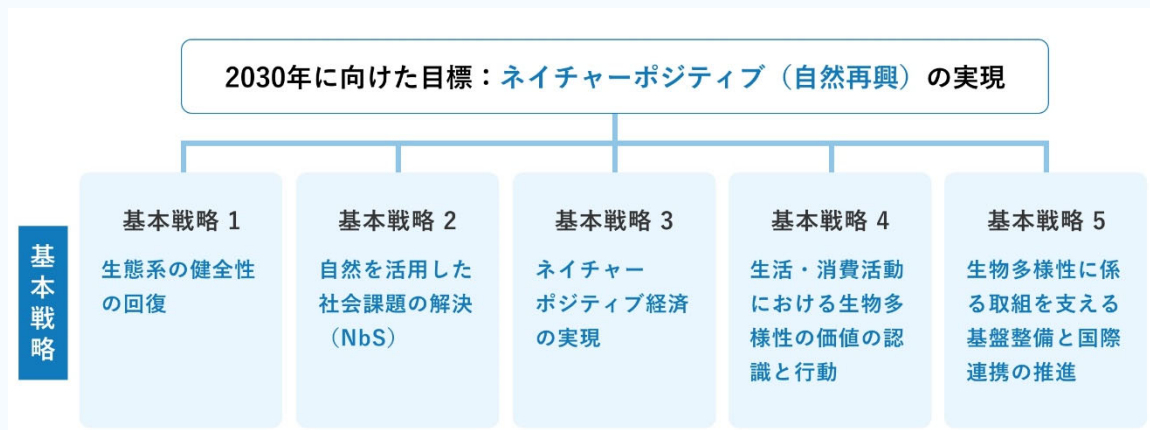 2030年に向けた目標：ネイチャーポジティブ（自然再興）の実現
基本戦略
基本戦略 1
生態系の健全性
の回復
基本戦略 2
自然を活用した
社会課題の解決
（NbS）
基本戦略 3
ネイチャー
ポジティブ経済
の実現
基本戦略 4
生活・消費活動
における生物多
様性の価値の認
識と行動
基本戦略 5
生物多様性に係
る取組を支える
基盤整備と国際
連携の推進